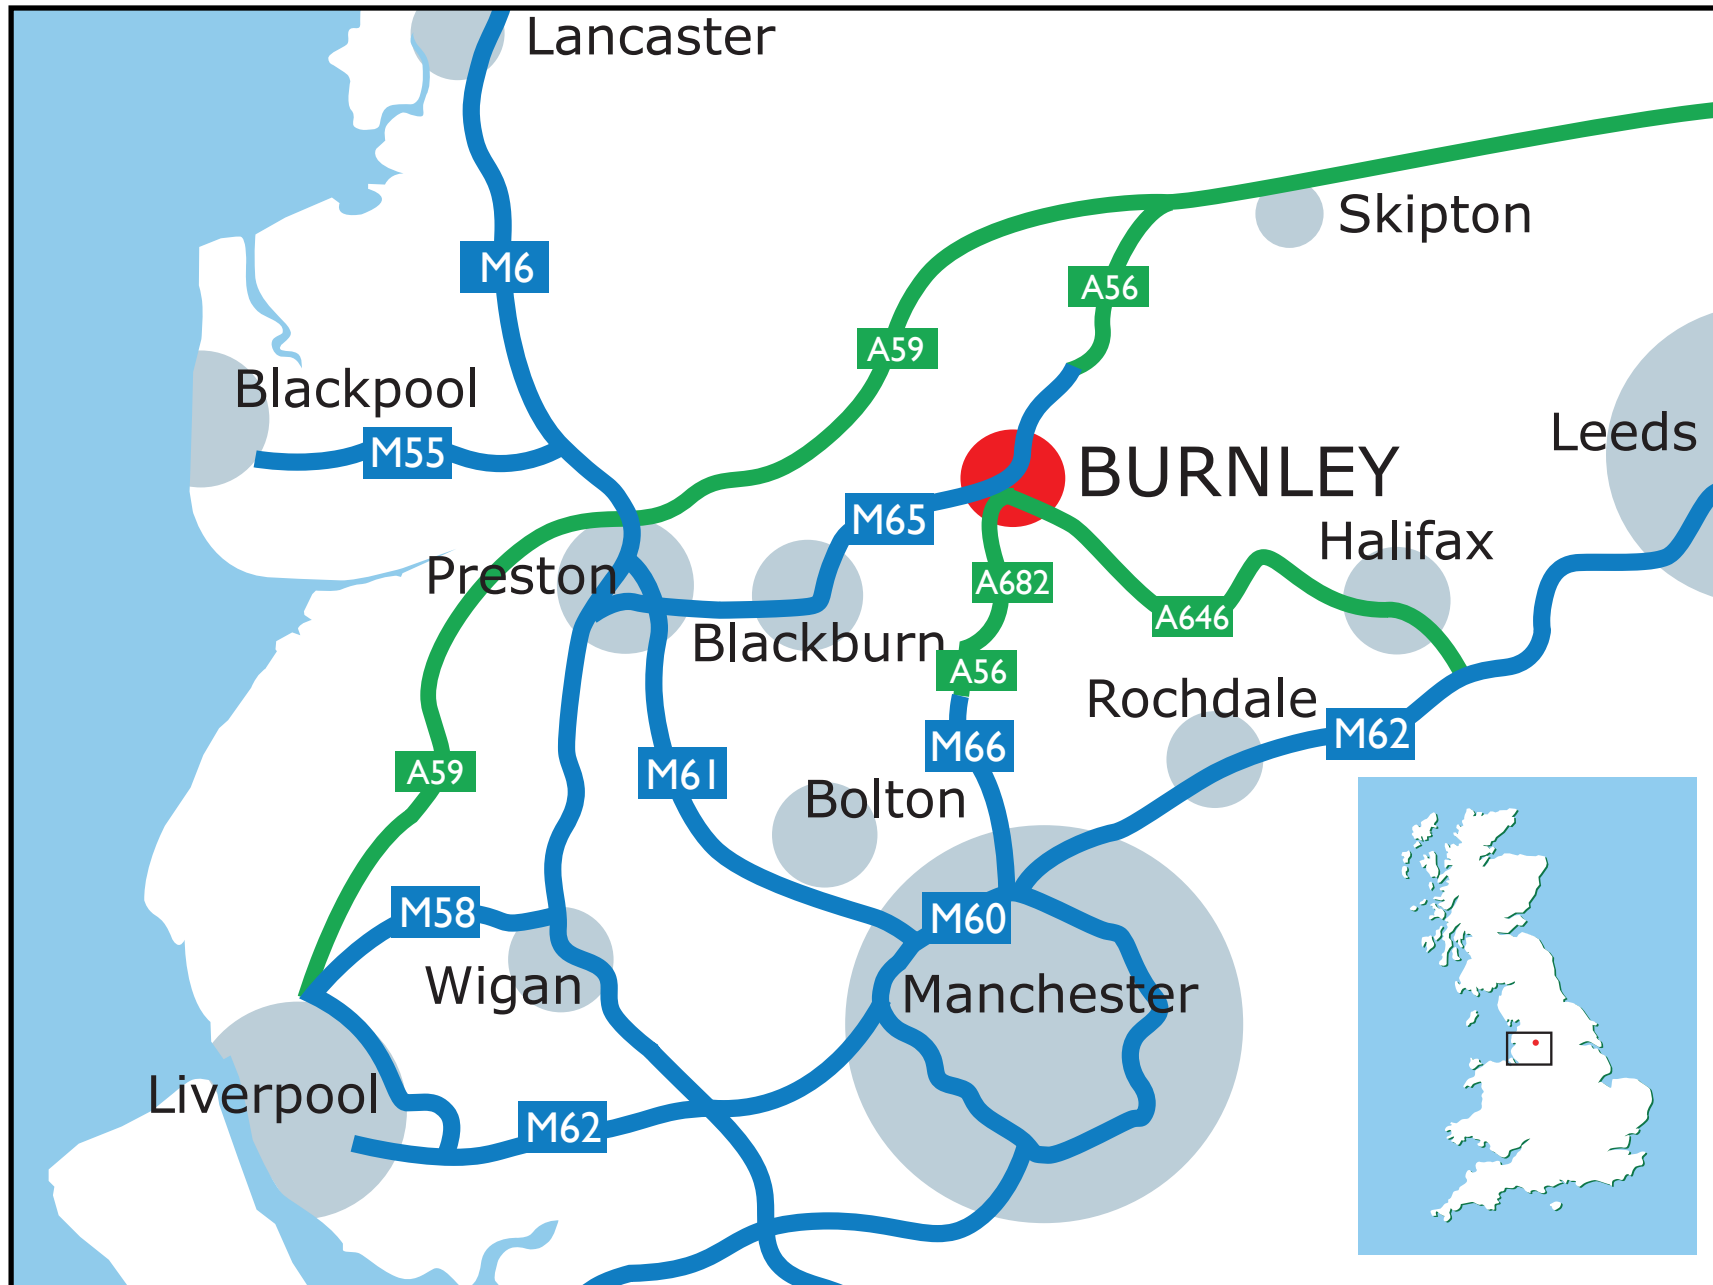 Lancaster
Skipton
M6
A56
A59
Blackpool
Leeds
M55
BURNLEY
M65
Halifax
Preston
A682
A646
Blackburn
A56
Rochdale
M62
M66
A59
M61
Bolton
M58
M60
Wigan
Manchester
Liverpool
M62